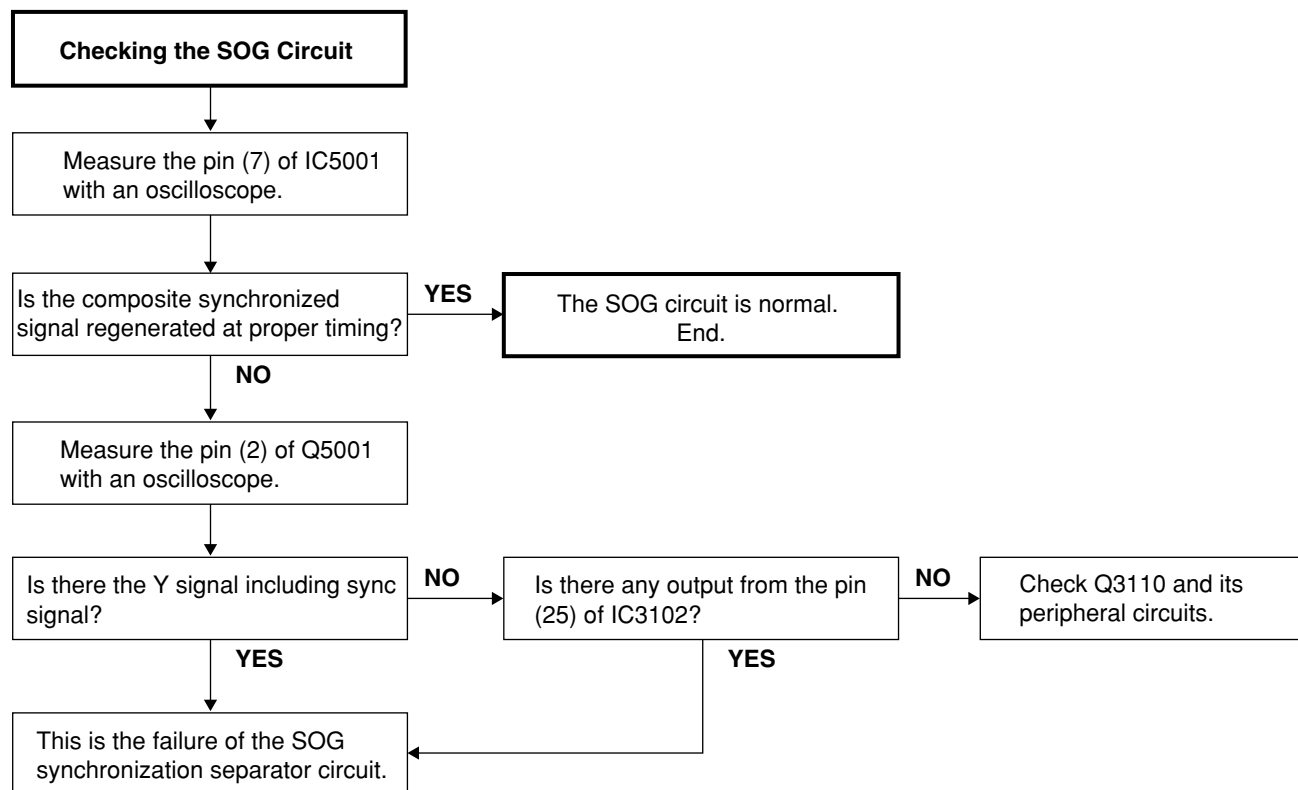 Checking the SOG Circuit
Measure the pin (7) of IC5001
with an oscilloscope.
Is the composite synchronized
signal regenerated at proper timing?
YES
The SOG circuit is normal.
End.
NO
Measure the pin (2) of Q5001
with an oscilloscope.
Is there the Y signal including sync
signal?
NO
Is there any output from the pin
(25) of IC3102?
NO
Check Q3110 and its
peripheral circuits.
YES
YES
This is the failure of the SOG
synchronization separator circuit.